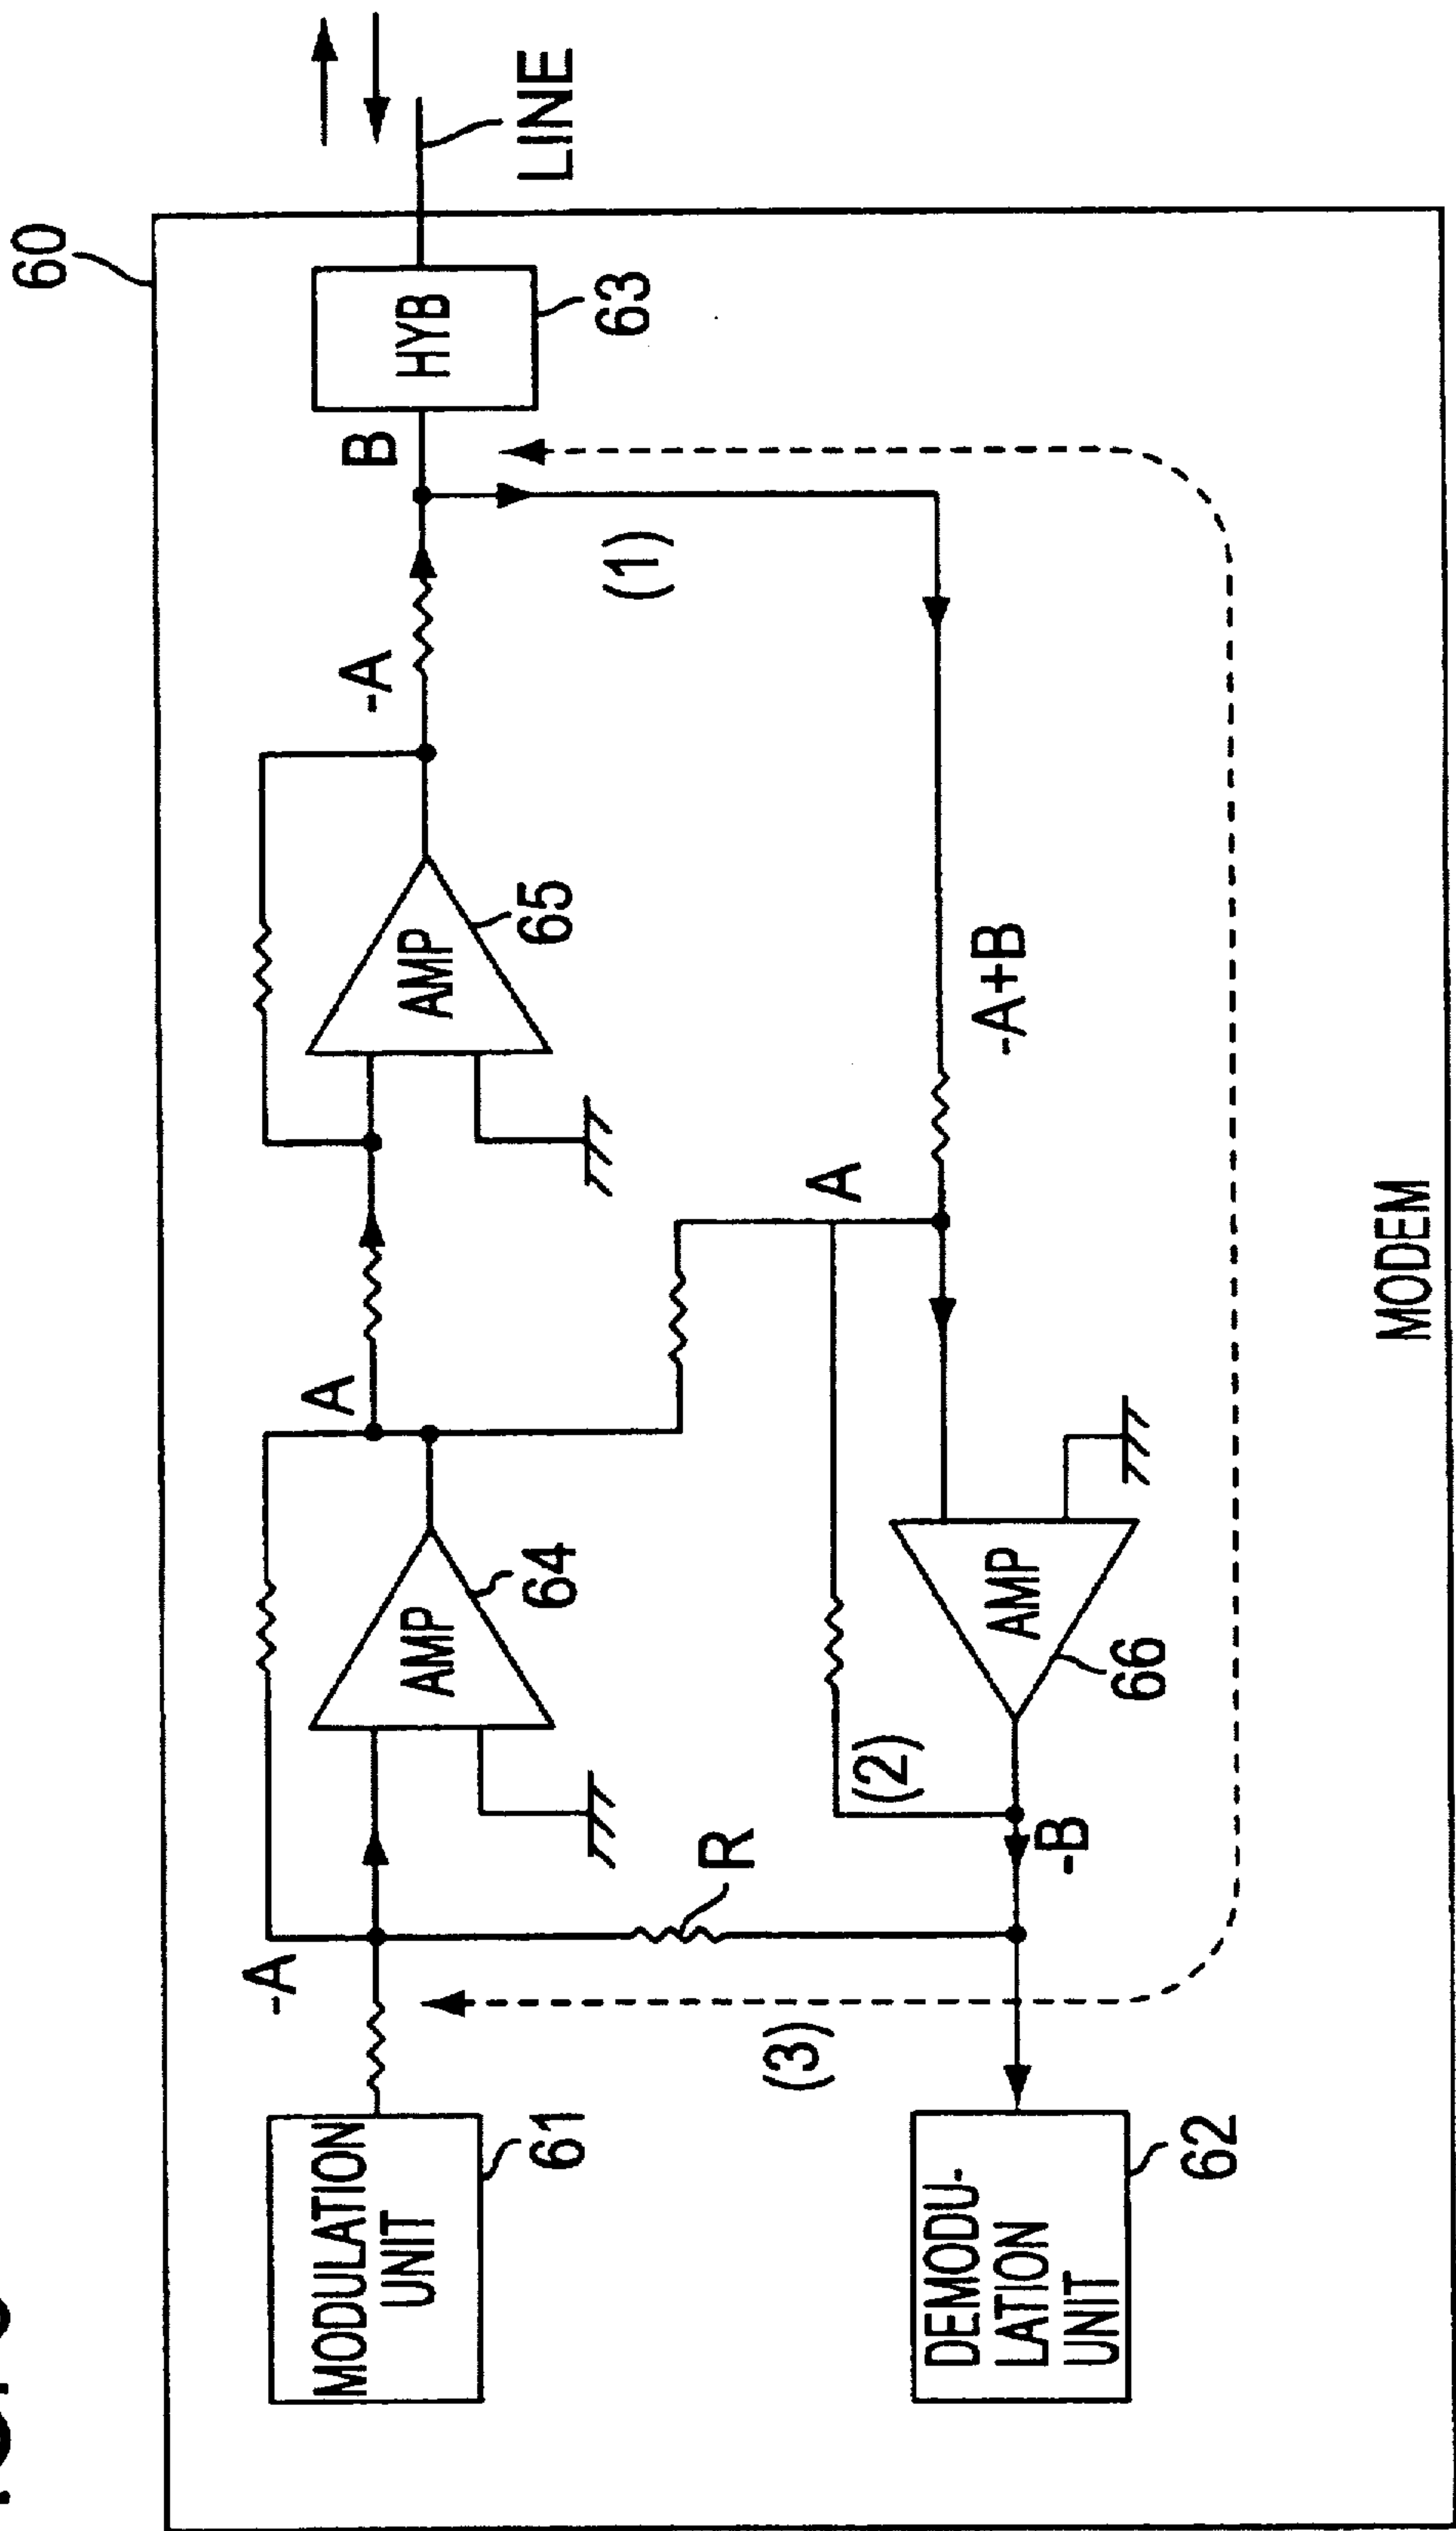 60
LINE
HYB
63
B
(1)
-A
AMP
65
-A+B
A
A
AMP
64
AMP
66
(2)
-B
R
-A
(3)
MODULATION
UNIT
61
DEMODU-
LATION
UNIT
62
MODEM